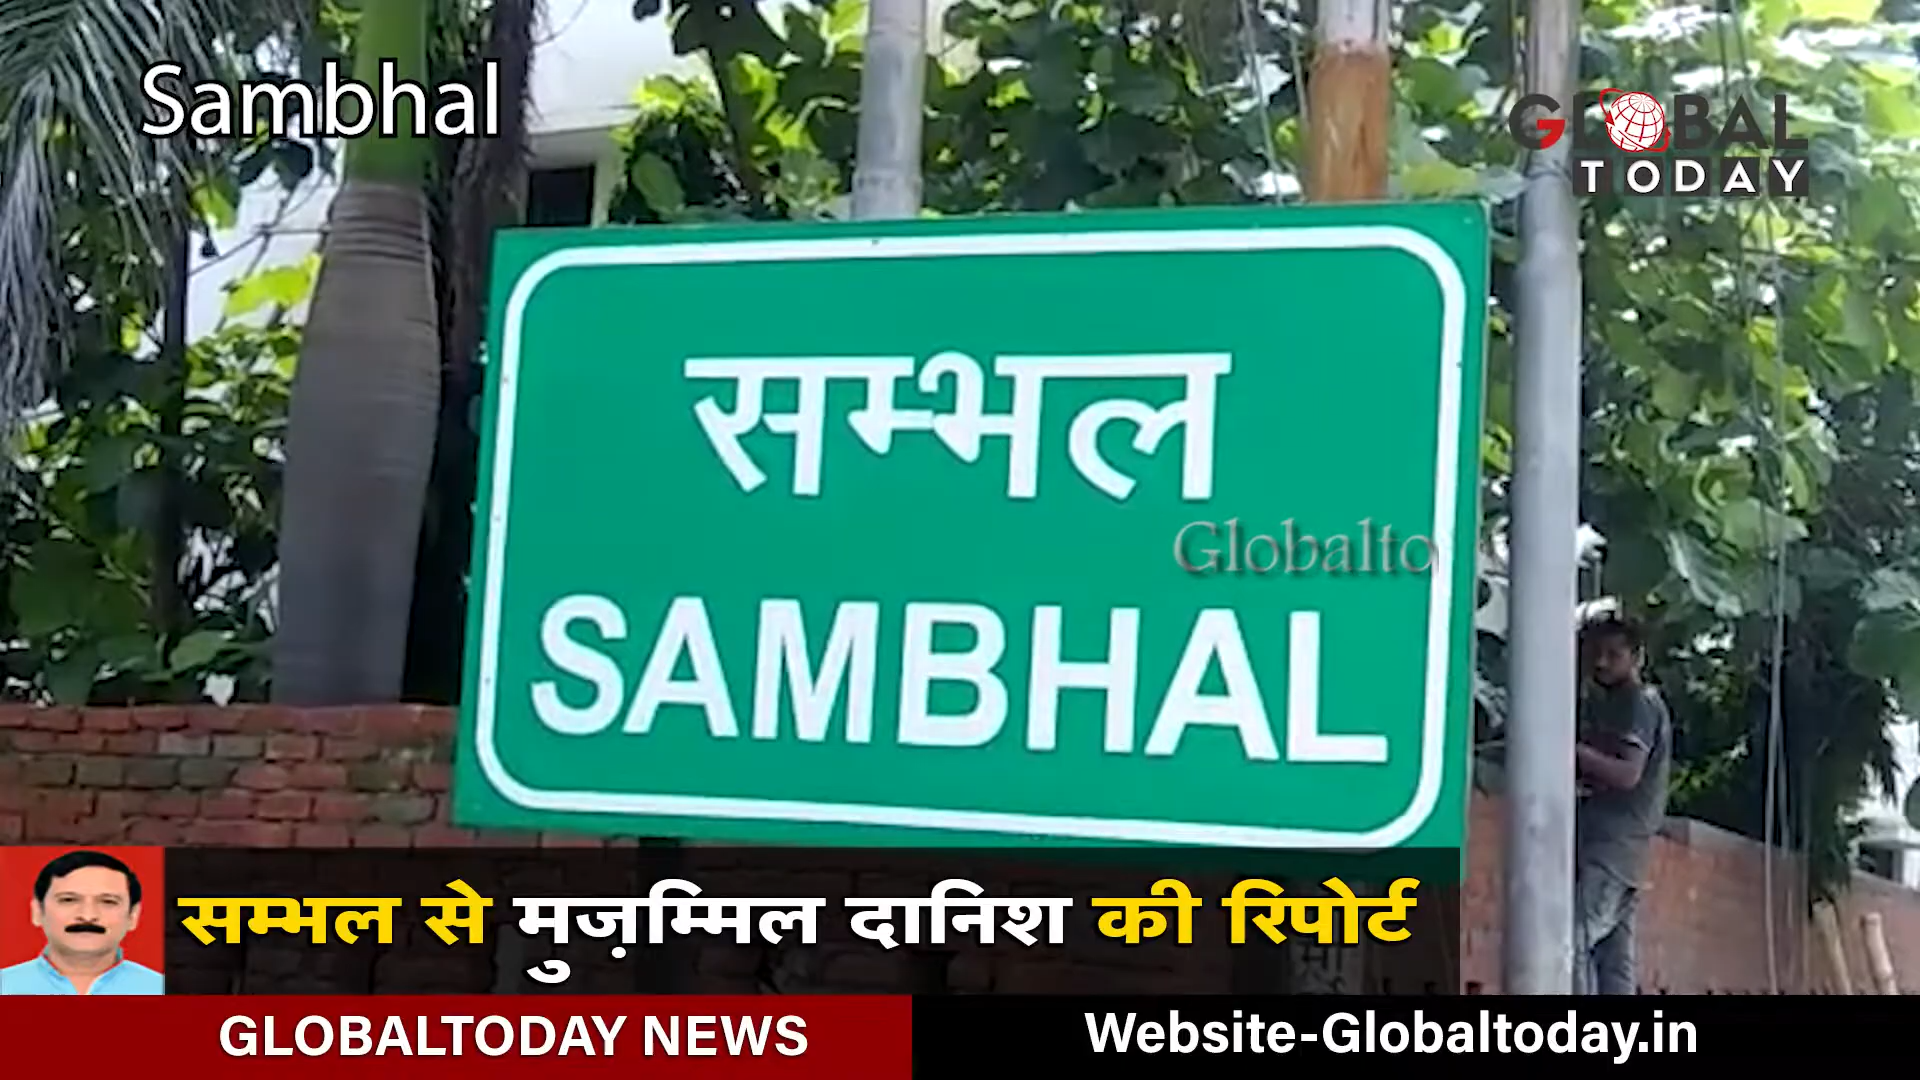 Sambhal
GLOBAL
TODAY
सम्भल
Globalto
SAMBHAL
सम्भल से मुज़म्मिल दानिश की रिपोर्ट
GLOBALTODAY NEWS
Website-Globaltoday.in